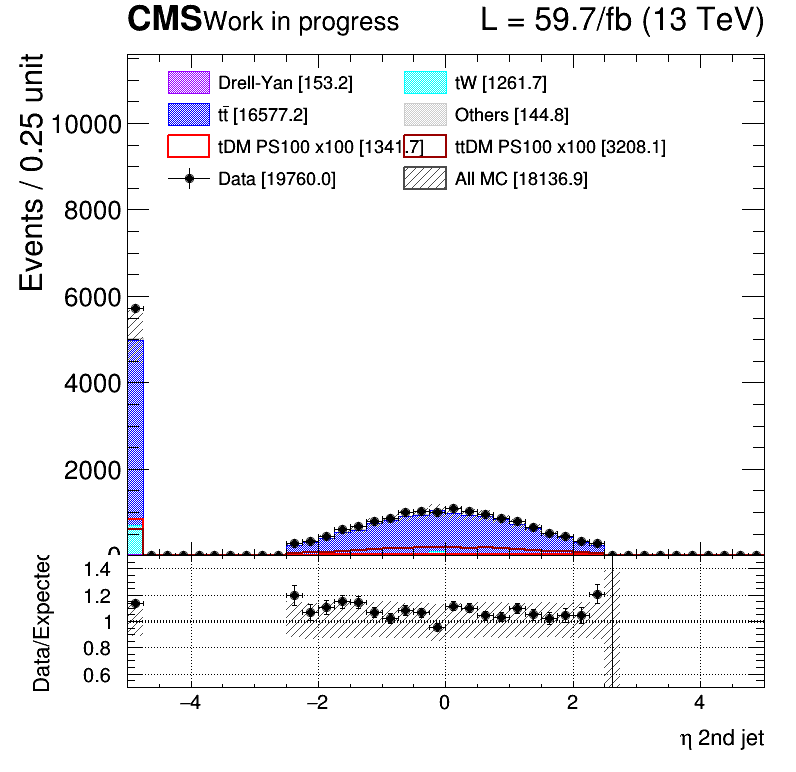 CMS Work in progress L = 59.7/fb (13 TeV)
Events / 0.25 unit
Drell-Yan [153.2] tW [1261.7]
tt̄ [16577.2] Others [144.8]
tDM PS100 x100 [1341.7] ttDM PS100 x100 [3208.1]
Data [19760.0] All MC [18136.9]
10000
8000
6000
4000
2000
0
Data/Expected
1.4
1.2
1
0.8
0.6
−4 −2 0 2 4
η 2nd jet